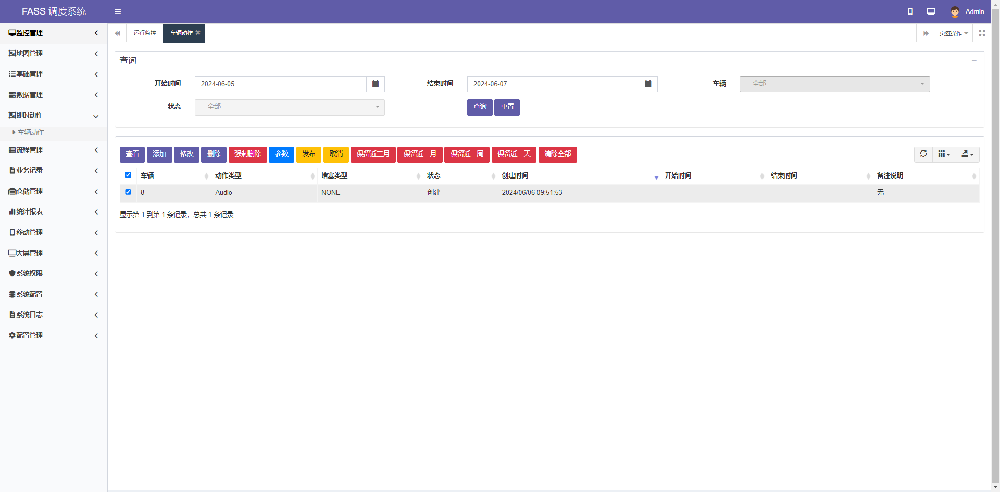 FASS 调度系统
Admin
监控管理
地图管理
基础管理
数据管理
即时动作
车辆动作
流程管理
业务记录
仓储管理
统计报表
移动管理
大屏管理
系统权限
系统配置
系统日志
配置管理
运行监控 车辆动作 页签操作
查询
开始时间 2024-06-05 结束时间 2024-06-07 车辆 ---全部---
状态 ---全部--- 查询 重置
查看 添加 修改 删除 强制删除 参数 发布 取消 保留近三月 保留近一月 保留近一周 保留近一天 清除全部
车辆 动作类型 堵塞类型 状态 创建时间 开始时间 结束时间 备注说明
8 Audio NONE 创建 2024/06/06 09:51:53 - - 无
显示第 1 到第 1 条记录，总共 1 条记录